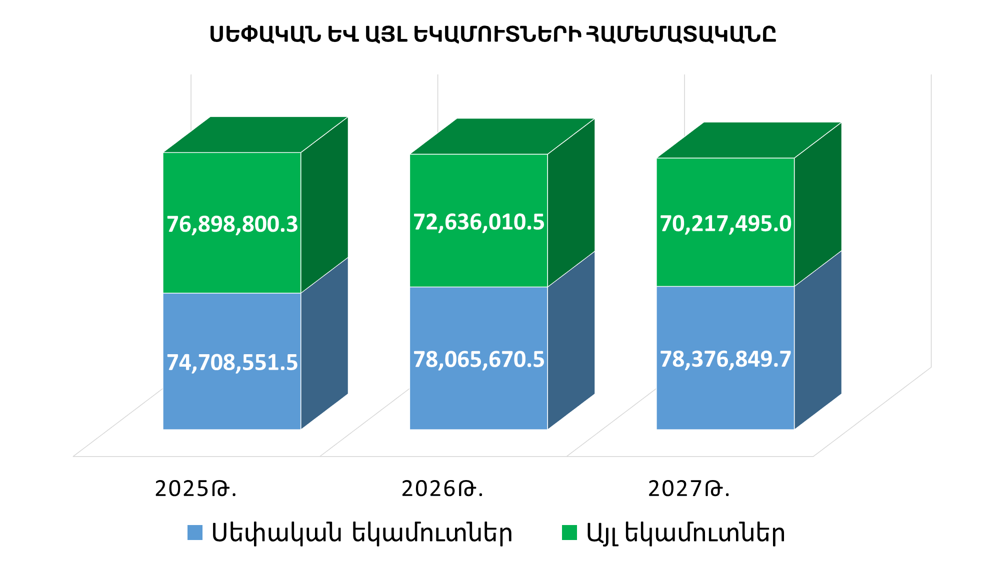 ՍԵՓԱԿԱՆ ԵՎ ԱՅԼ ԵԿԱՄՈՒՏՆԵՐԻ ՀԱՄԵՄԱՏԱԿԱՆԸ
76,898,800.3 72,636,010.5 70,217,495.0
74,708,551.5 78,065,670.5 78,376,849.7
2025Թ. 2026Թ. 2027Թ.
Սեփական եկամուտներ Այլ եկամուտներ